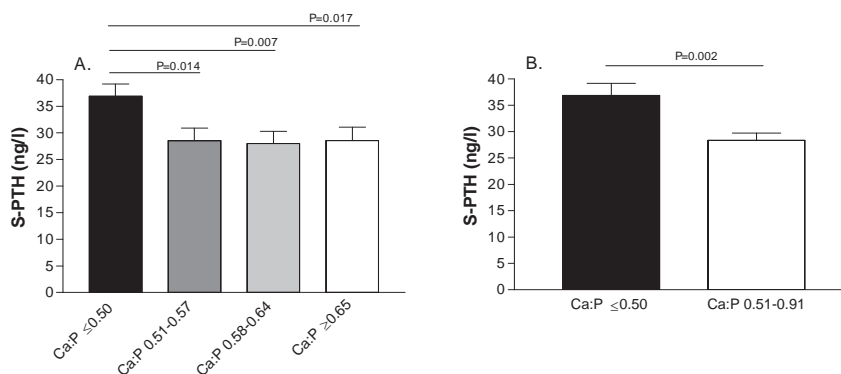 P=0.017
P=0.007
A.
P=0.014
40
35
30
25
20
15
10
5
0
S-PTH (ng/l)
Ca:P ≤0.50
Ca:P 0.51-0.57
Ca:P 0.58-0.64
Ca:P ≥0.65
B.
P=0.002
40
35
30
25
20
15
10
5
0
S-PTH (ng/l)
Ca:P ≤0.50
Ca:P 0.51-0.91